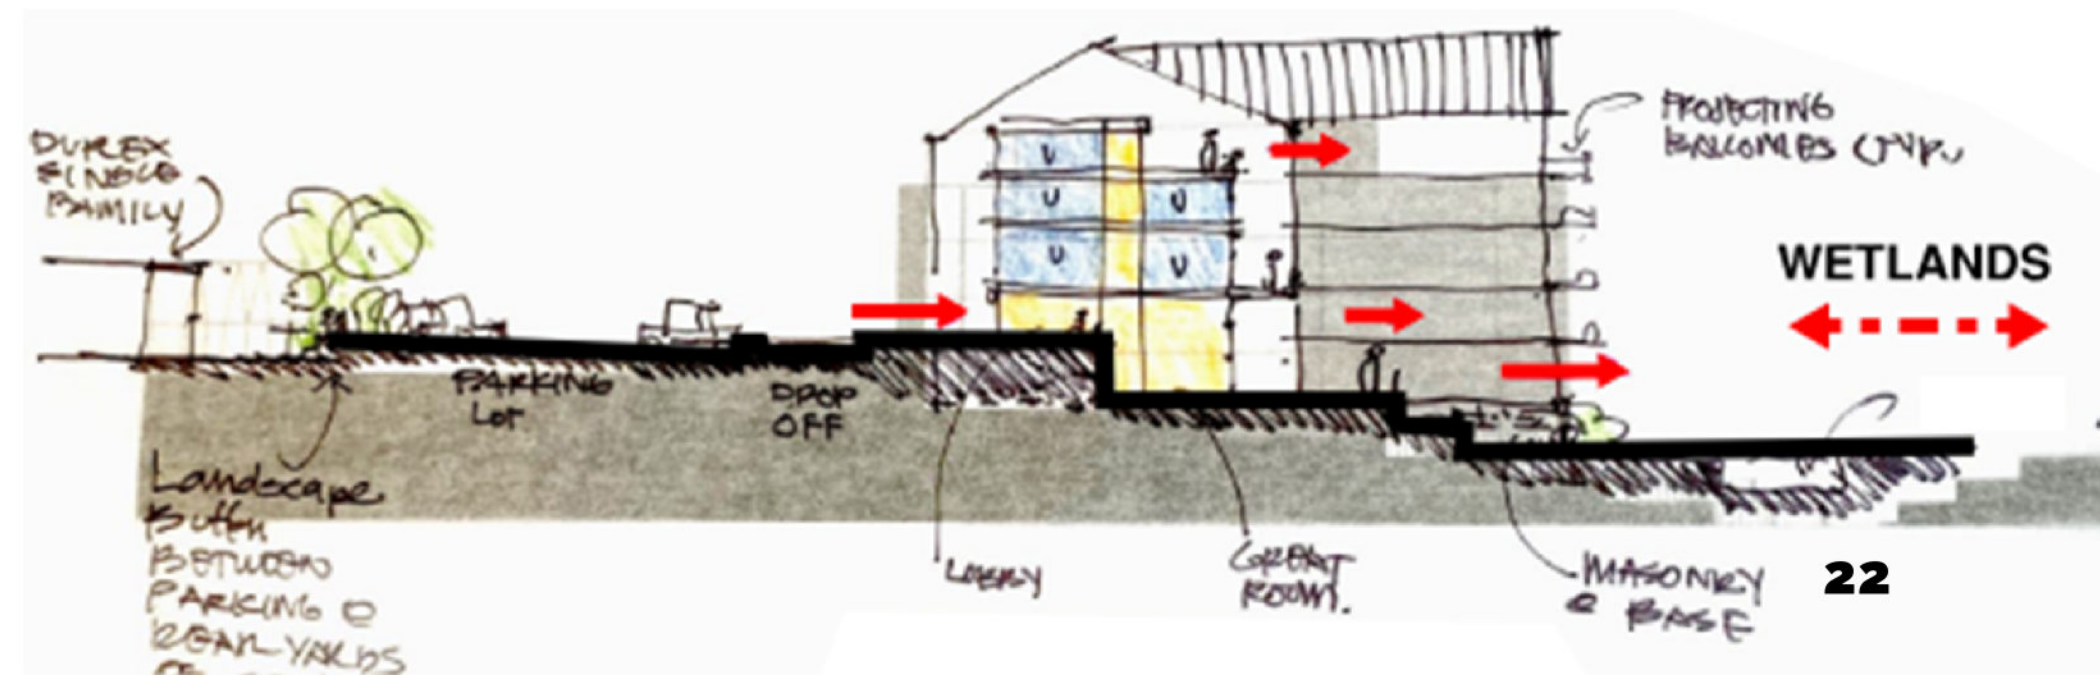 DUPLEX
SINGLE
FAMILY
PROJECTING
BALCONIES (TYP.)
WETLANDS
U
U U
U U
PARKING
LOT
DROP
OFF
Landscape
Buffer
BETWEEN
PARKING @
REAR YARDS
LOBBY
GREAT
ROOM.
MASONRY
@ BASE
22